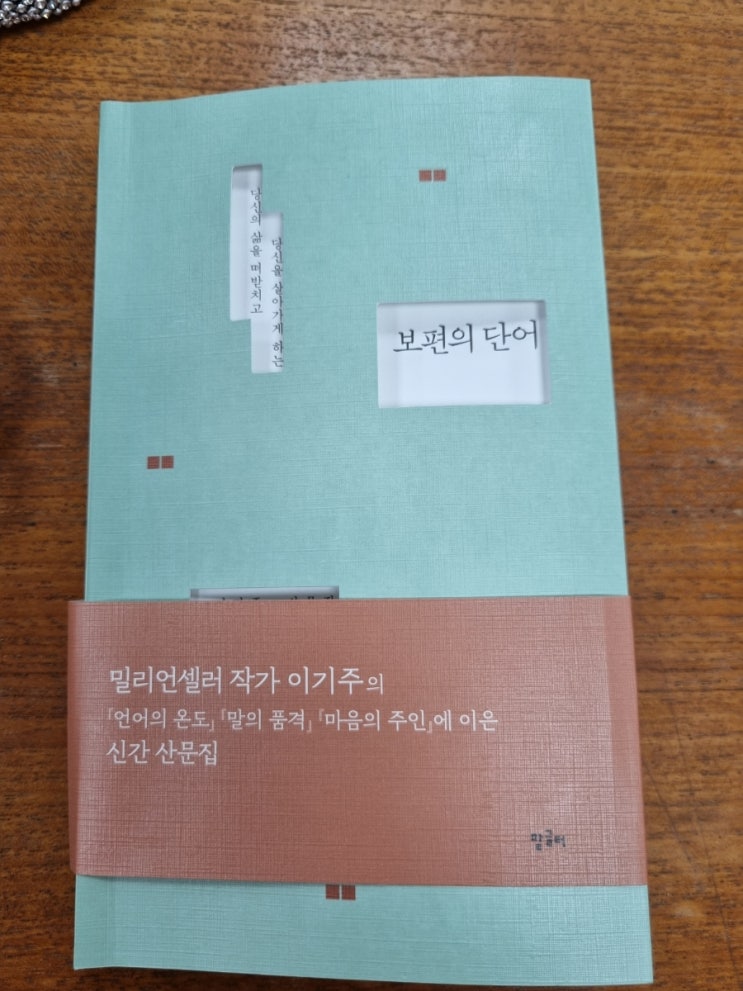 당신의 삶을 떠받치고
당신을 살아가게 하는
보편의 단어
밀리언셀러 작가 이기주의
『언어의 온도』 『말의 품격』 『마음의 주인』에 이은
신간 산문집
말글터